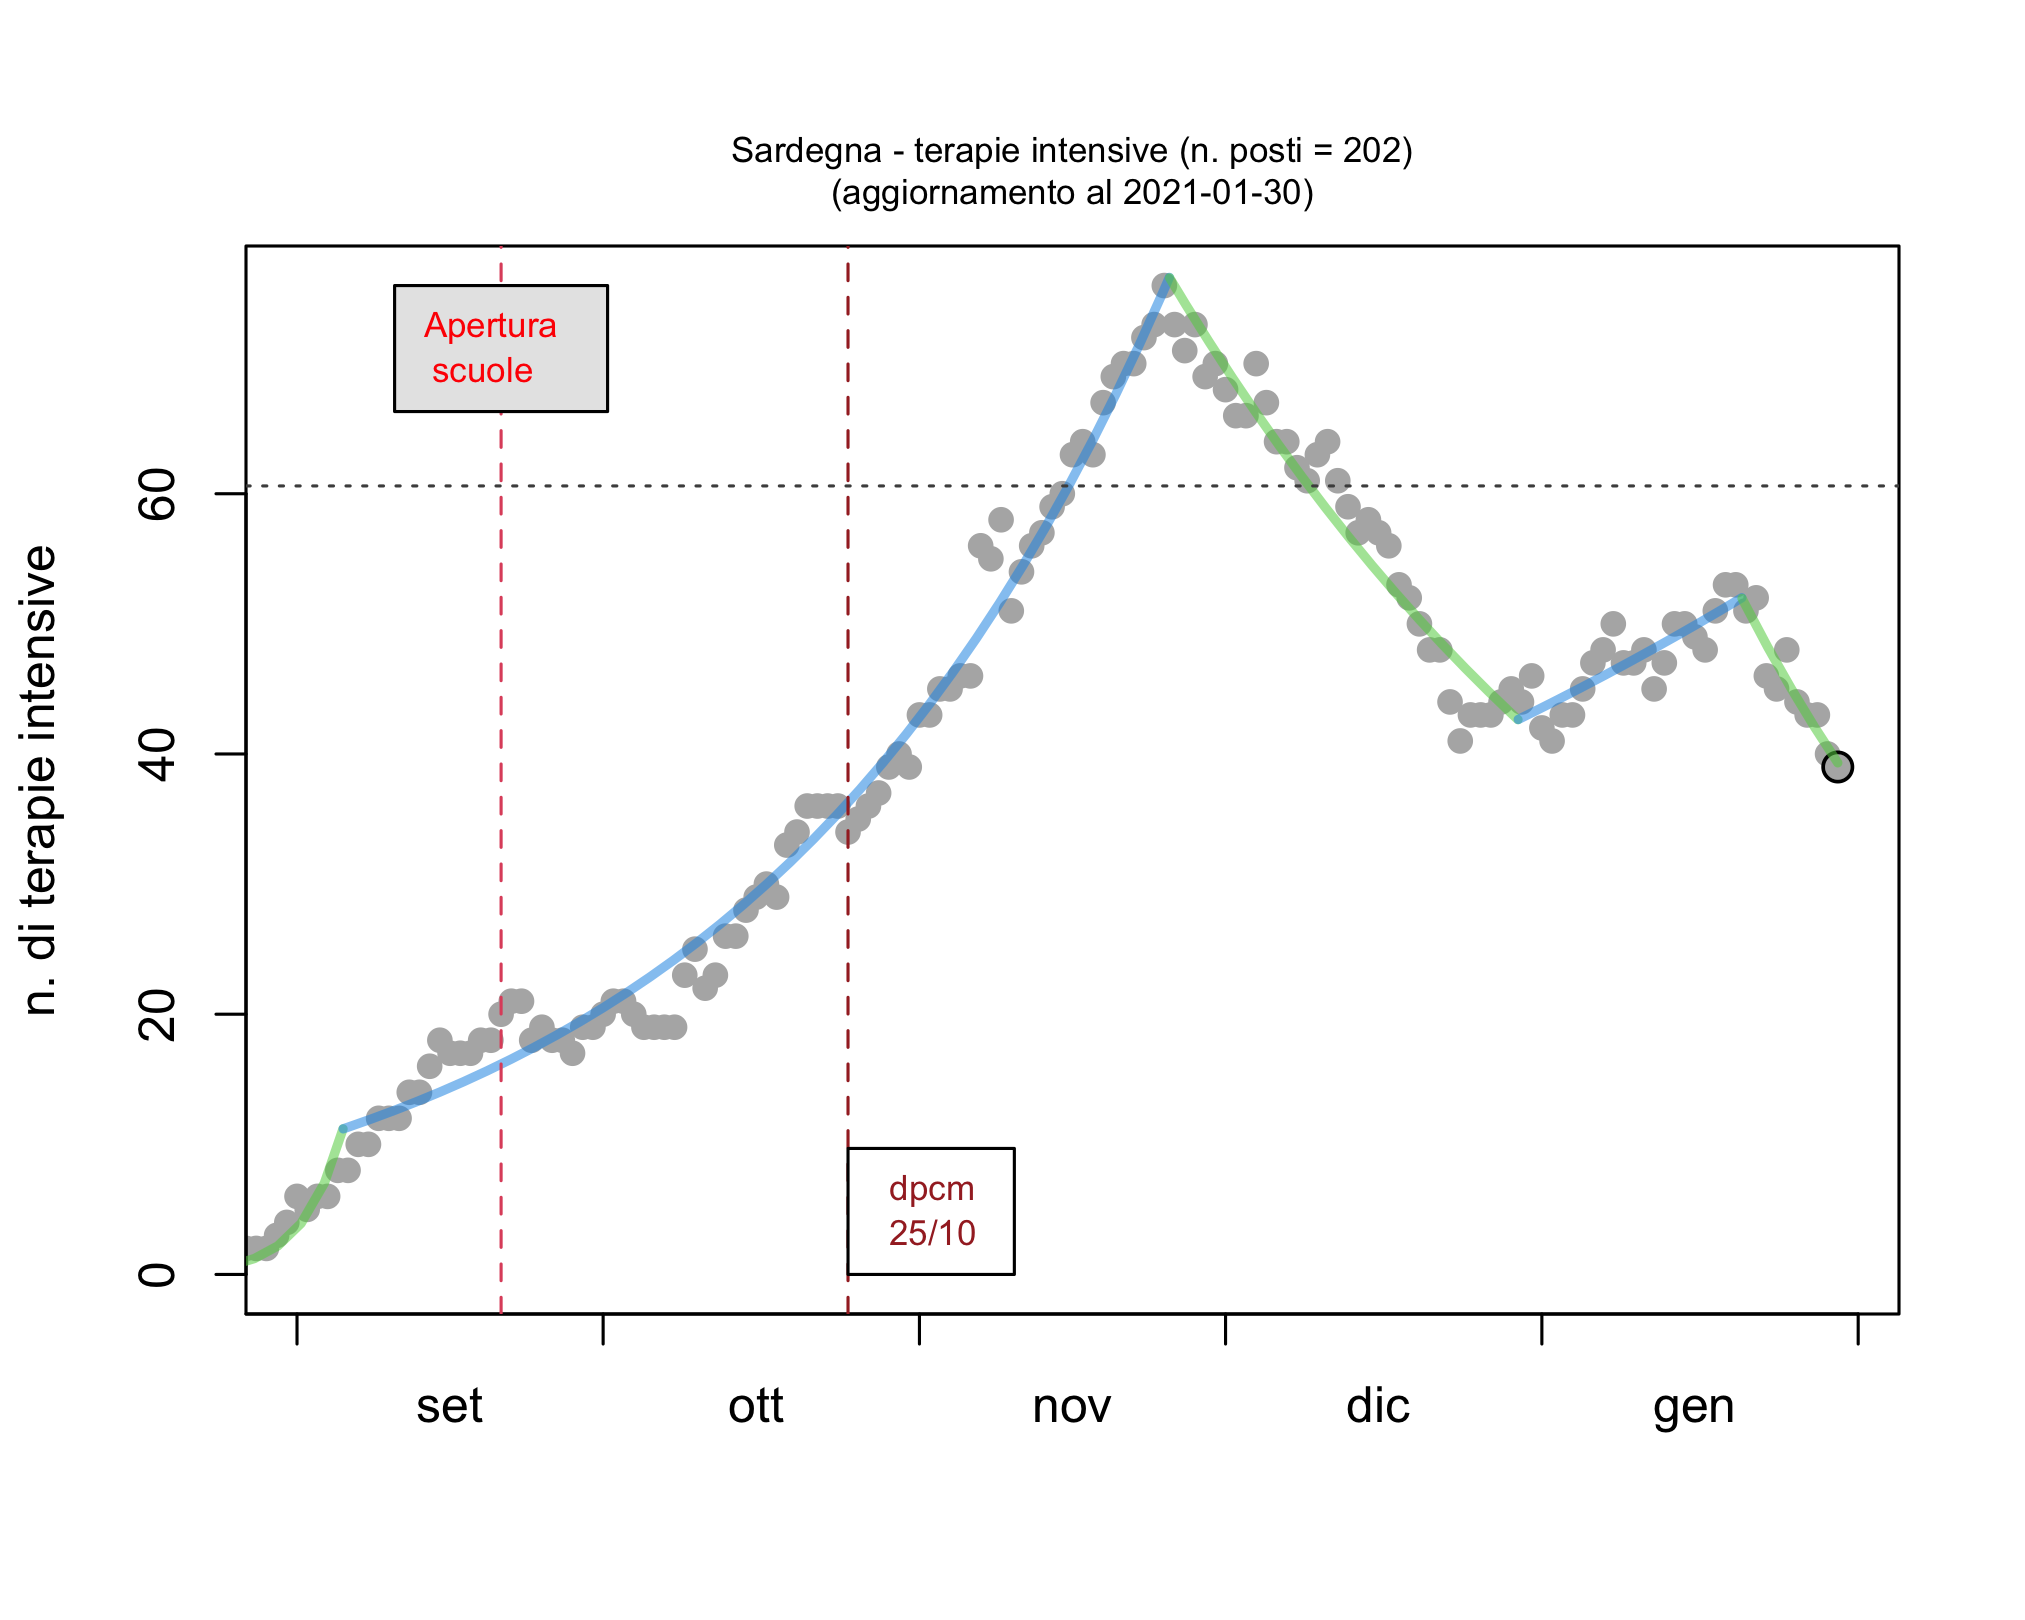 Sardegna - terapie intensive (n. posti = 202)
(aggiornamento al 2021-01-30)
Apertura
scuole
n. di terapie intensive
60
40
20
0
dpcm
25/10
set ott nov dic gen